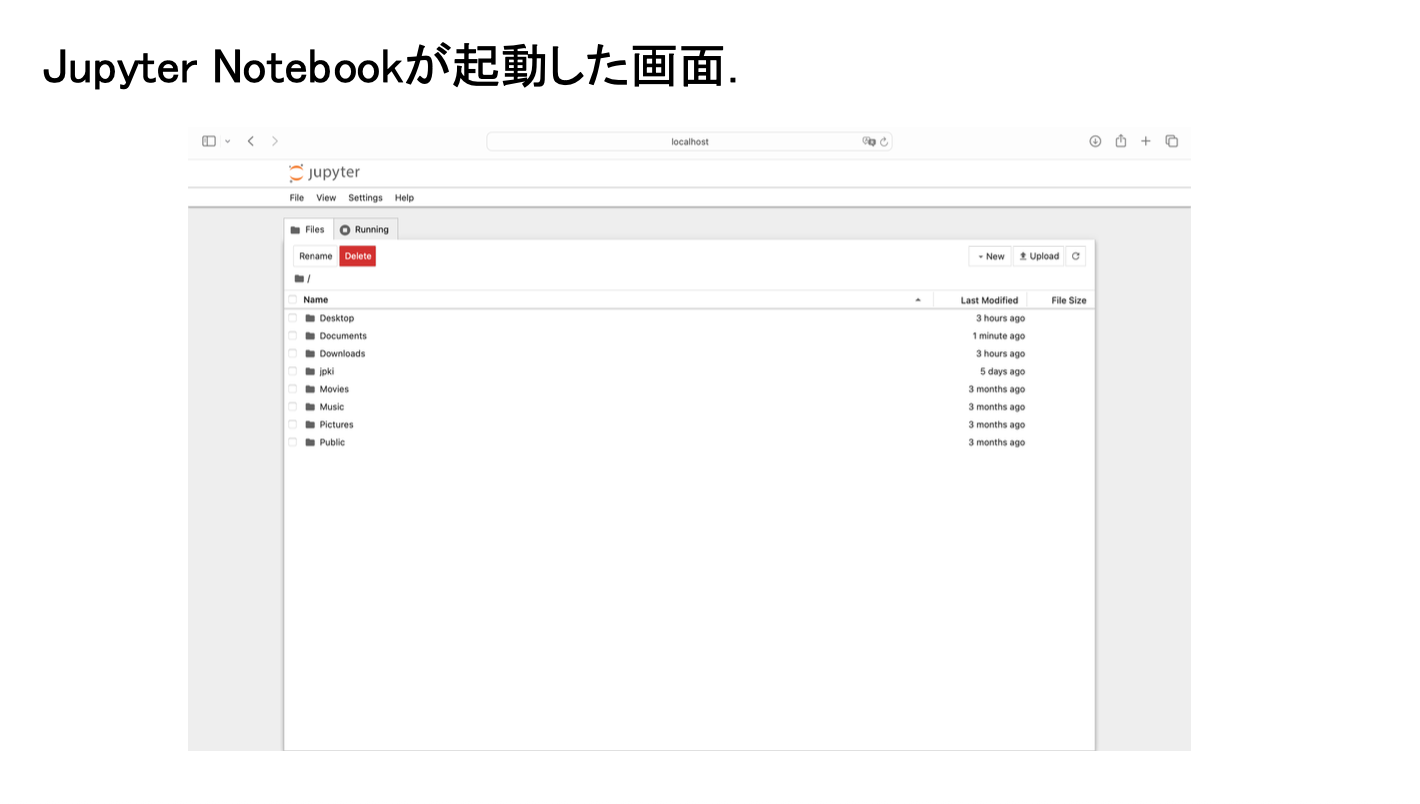 Jupyter Notebookが起動した画面.
localhost
jupyter
File View Settings Help
Files Running
Rename Delete New Upload
/
Name Last Modified File Size
Desktop 3 hours ago
Documents 1 minute ago
Downloads 3 hours ago
jpki 5 days ago
Movies 3 months ago
Music 3 months ago
Pictures 3 months ago
Public 3 months ago